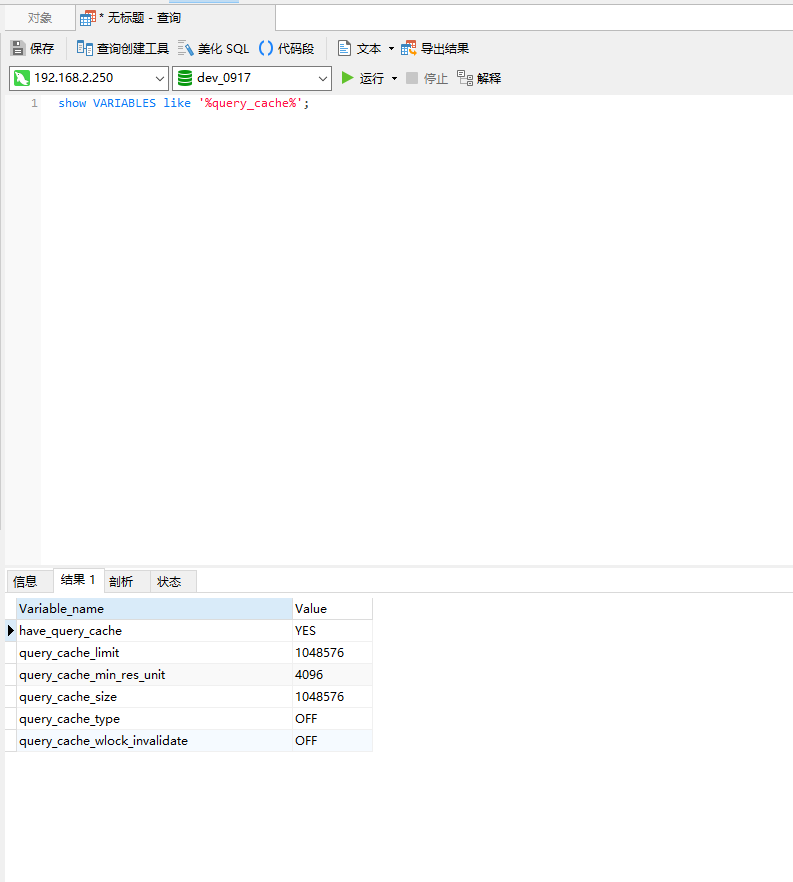 对象 * 无标题 - 查询
保存 查询创建工具 美化 SQL 代码段 文本 导出结果
192.168.2.250 dev_0917 运行 停止 解释
1 show VARIABLES like '%query_cache%';
信息 结果 1 剖析 状态
Variable_name Value
have_query_cache YES
query_cache_limit 1048576
query_cache_min_res_unit 4096
query_cache_size 1048576
query_cache_type OFF
query_cache_wlock_invalidate OFF